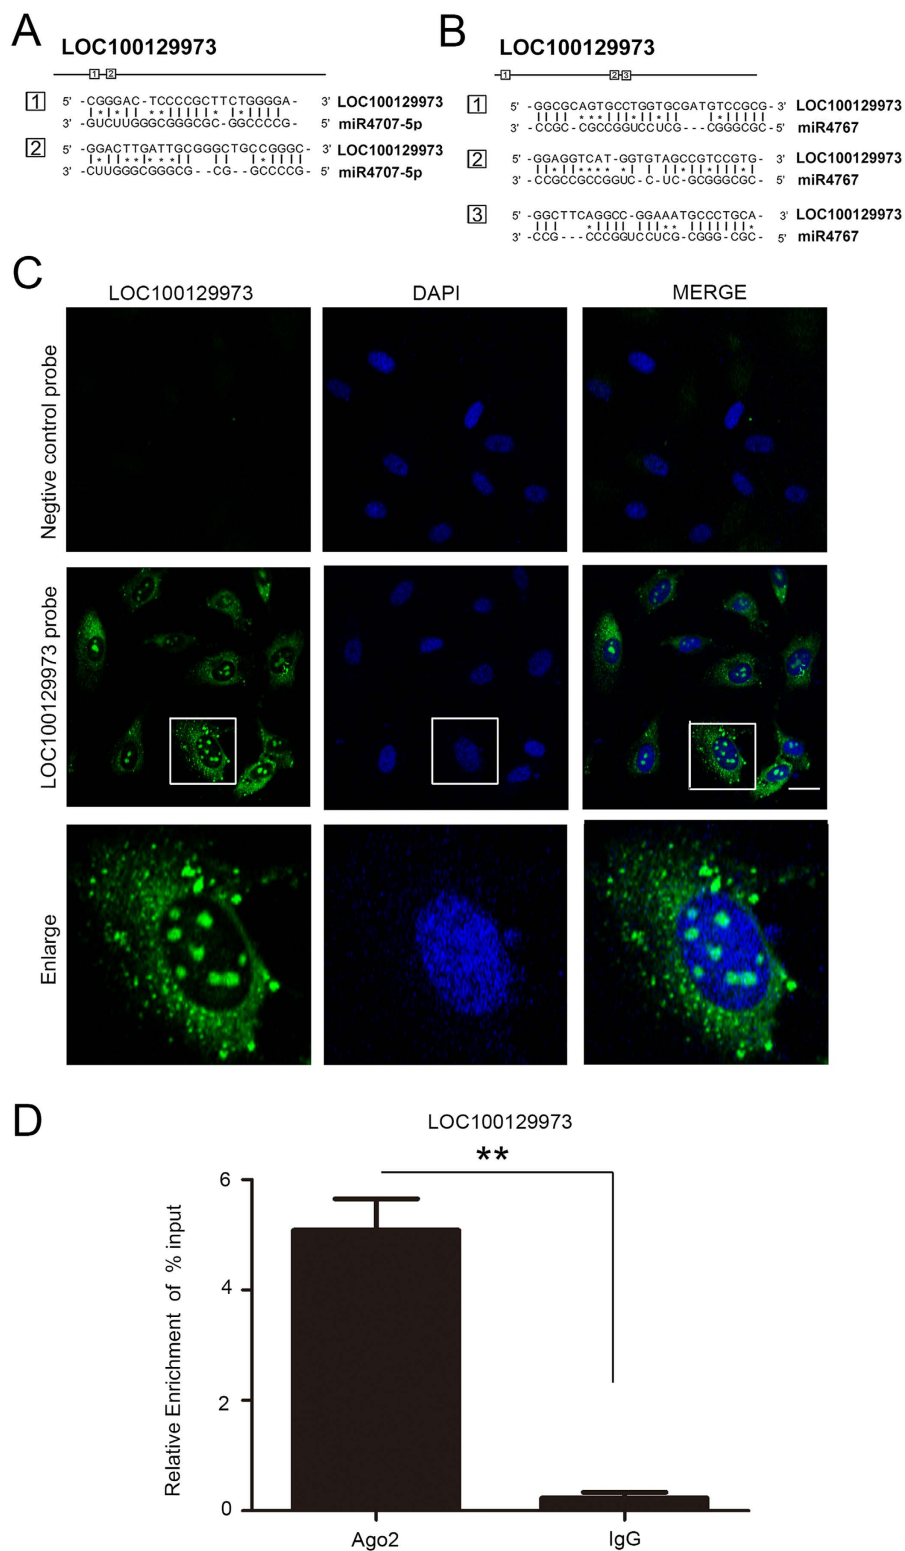 A
LOC100129973
1 2
1 5' -CGGGAC-TCCCCGCTTCTGGGGA- 3' LOC100129973
3' -GUCUUGGGCGGGCGC-GGCCCCG- 5' miR4707-5p
2 5' -GGACTTGATTGCGGGCTGCCGGGC- 3' LOC100129973
3' -CUUGGGCGGGCG--CG--GCCCCG- 5' miR4707-5p
B
LOC100129973
1 2 3
1 5' -GGCGCAGTGCCTGGTGCGATGTCCGCG- 3' LOC100129973
3' -CCGC-CGCCGGUCCUCG---CGGGCGC- 5' miR4767
2 5' -GGAGGTCAT-GGTGTAGCCGTCCGTG- 3' LOC100129973
3' -CCGCCGCCGGUC-C-UC-GCGGGCGC- 5' miR4767
3 5' -GGCTTCAGGCC-GGAAATGCCCTGCA- 3' LOC100129973
3' -CCG---CCCGGUCCUCG-CGGG-CGC- 5' miR4767
C
LOC100129973 DAPI MERGE
Negtive control probe
LOC100129973 probe
Enlarge
D
LOC100129973
**
Relative Enrichment of % input
6
4
2
0
Ago2 IgG